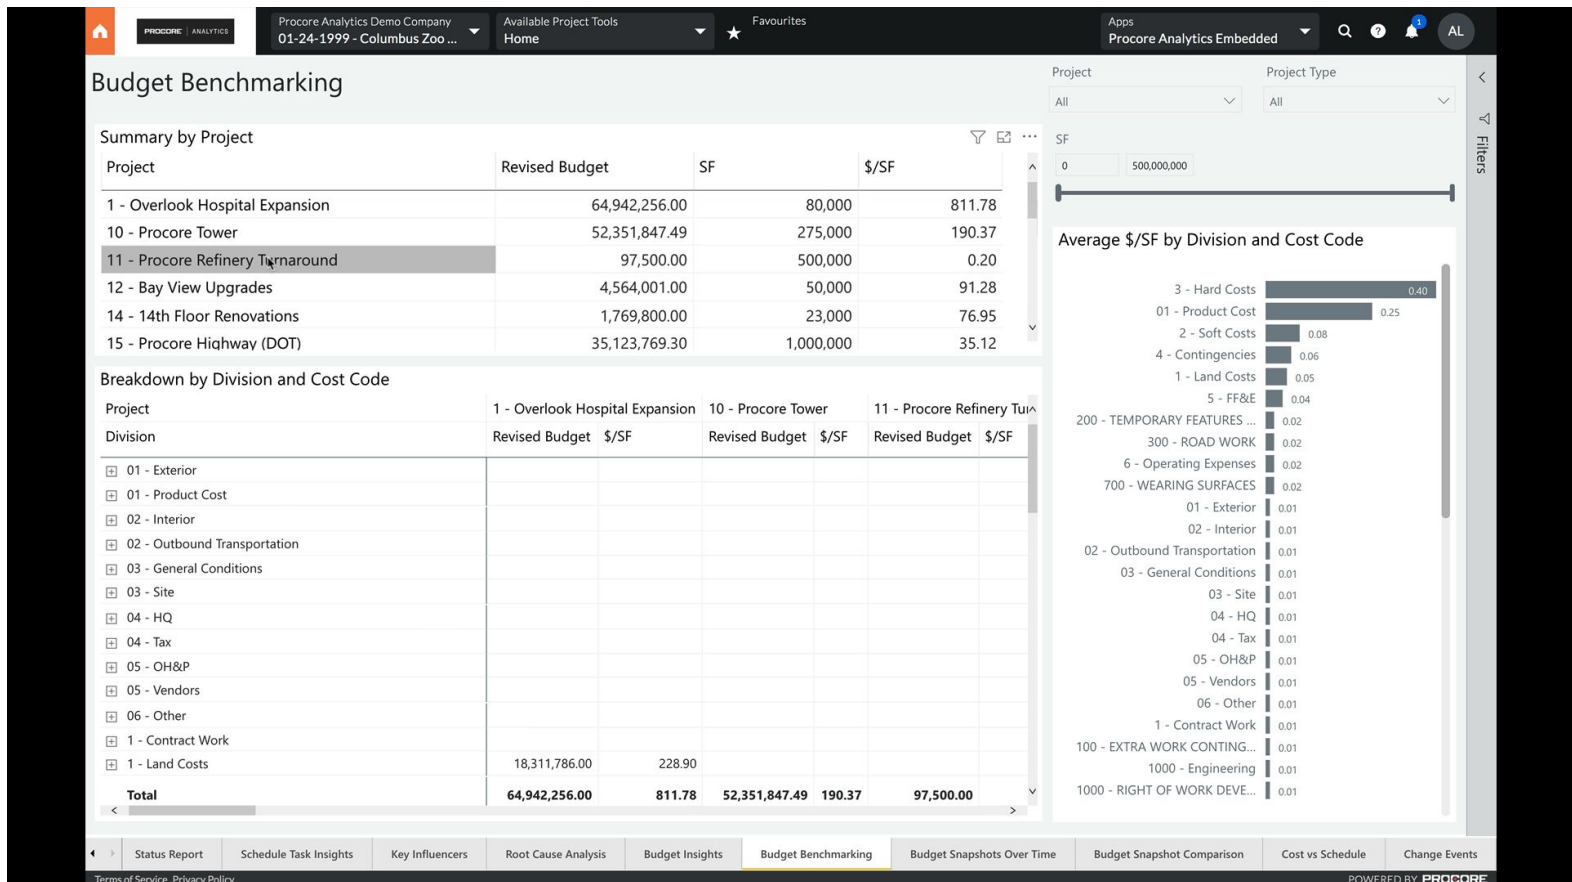 PROCORE | ANALYTICS
Procore Analytics Demo Company
01-24-1999 - Columbus Zoo ...
Available Project Tools
Home
Favourites
Apps
Procore Analytics Embedded
1
AL
Budget Benchmarking
Project
All
Project Type
All
Filters
SF
0
500,000,000
Summary by Project
Project Revised Budget SF $/SF
1 - Overlook Hospital Expansion 64,942,256.00 80,000 811.78
10 - Procore Tower 52,351,847.49 275,000 190.37
11 - Procore Refinery Turnaround 97,500.00 500,000 0.20
12 - Bay View Upgrades 4,564,001.00 50,000 91.28
14 - 14th Floor Renovations 1,769,800.00 23,000 76.95
15 - Procore Highway (DOT) 35,123,769.30 1,000,000 35.12
Breakdown by Division and Cost Code
Project 1 - Overlook Hospital Expansion 10 - Procore Tower 11 - Procore Refinery Tur
Division Revised Budget $/SF Revised Budget $/SF Revised Budget $/SF
01 - Exterior
01 - Product Cost
02 - Interior
02 - Outbound Transportation
03 - General Conditions
03 - Site
04 - HQ
04 - Tax
05 - OH&P
05 - Vendors
06 - Other
1 - Contract Work
1 - Land Costs 18,311,786.00 228.90
Total 64,942,256.00 811.78 52,351,847.49 190.37 97,500.00
Average $/SF by Division and Cost Code
3 - Hard Costs 0.40
01 - Product Cost 0.25
2 - Soft Costs 0.08
4 - Contingencies 0.06
1 - Land Costs 0.05
5 - FF&E 0.04
200 - TEMPORARY FEATURES ... 0.02
300 - ROAD WORK 0.02
6 - Operating Expenses 0.02
700 - WEARING SURFACES 0.02
01 - Exterior 0.01
02 - Interior 0.01
02 - Outbound Transportation 0.01
03 - General Conditions 0.01
03 - Site 0.01
04 - HQ 0.01
04 - Tax 0.01
05 - OH&P 0.01
05 - Vendors 0.01
06 - Other 0.01
1 - Contract Work 0.01
100 - EXTRA WORK CONTING... 0.01
1000 - Engineering 0.01
1000 - RIGHT OF WORK DEVE... 0.01
Status Report Schedule Task Insights Key Influencers Root Cause Analysis Budget Insights Budget Benchmarking Budget Snapshots Over Time Budget Snapshot Comparison Cost vs Schedule Change Events
Terms of Service Privacy Policy
POWERED BY PROCORE